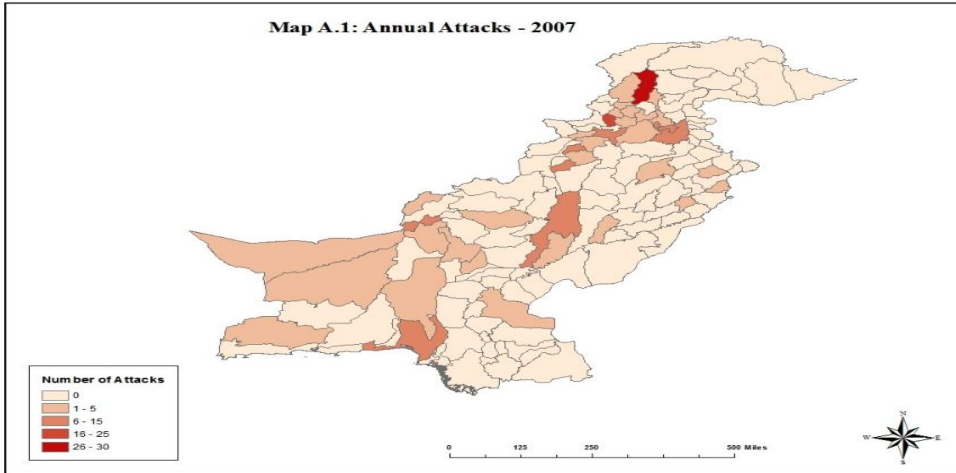 Map A.1: Annual Attacks - 2007
Number of Attacks
0
1 - 5
6 - 15
16 - 25
26 - 30
0 125 250 500 Miles
N
W E
S